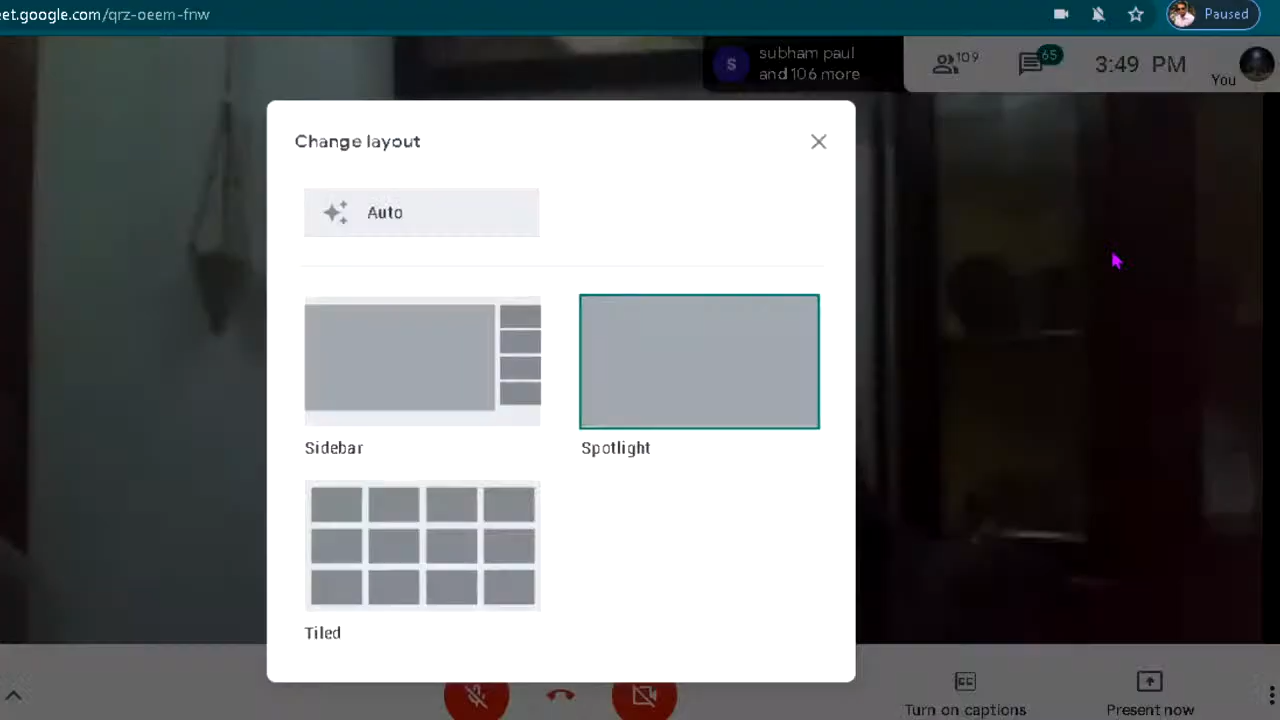 eet.google.com/qrz-oeem-fnw
Paused
S
subham paul
and 106 more
109
65
3:49 PM
You
Change layout
Auto
Sidebar
Spotlight
Tiled
CC
Turn on captions
Present now